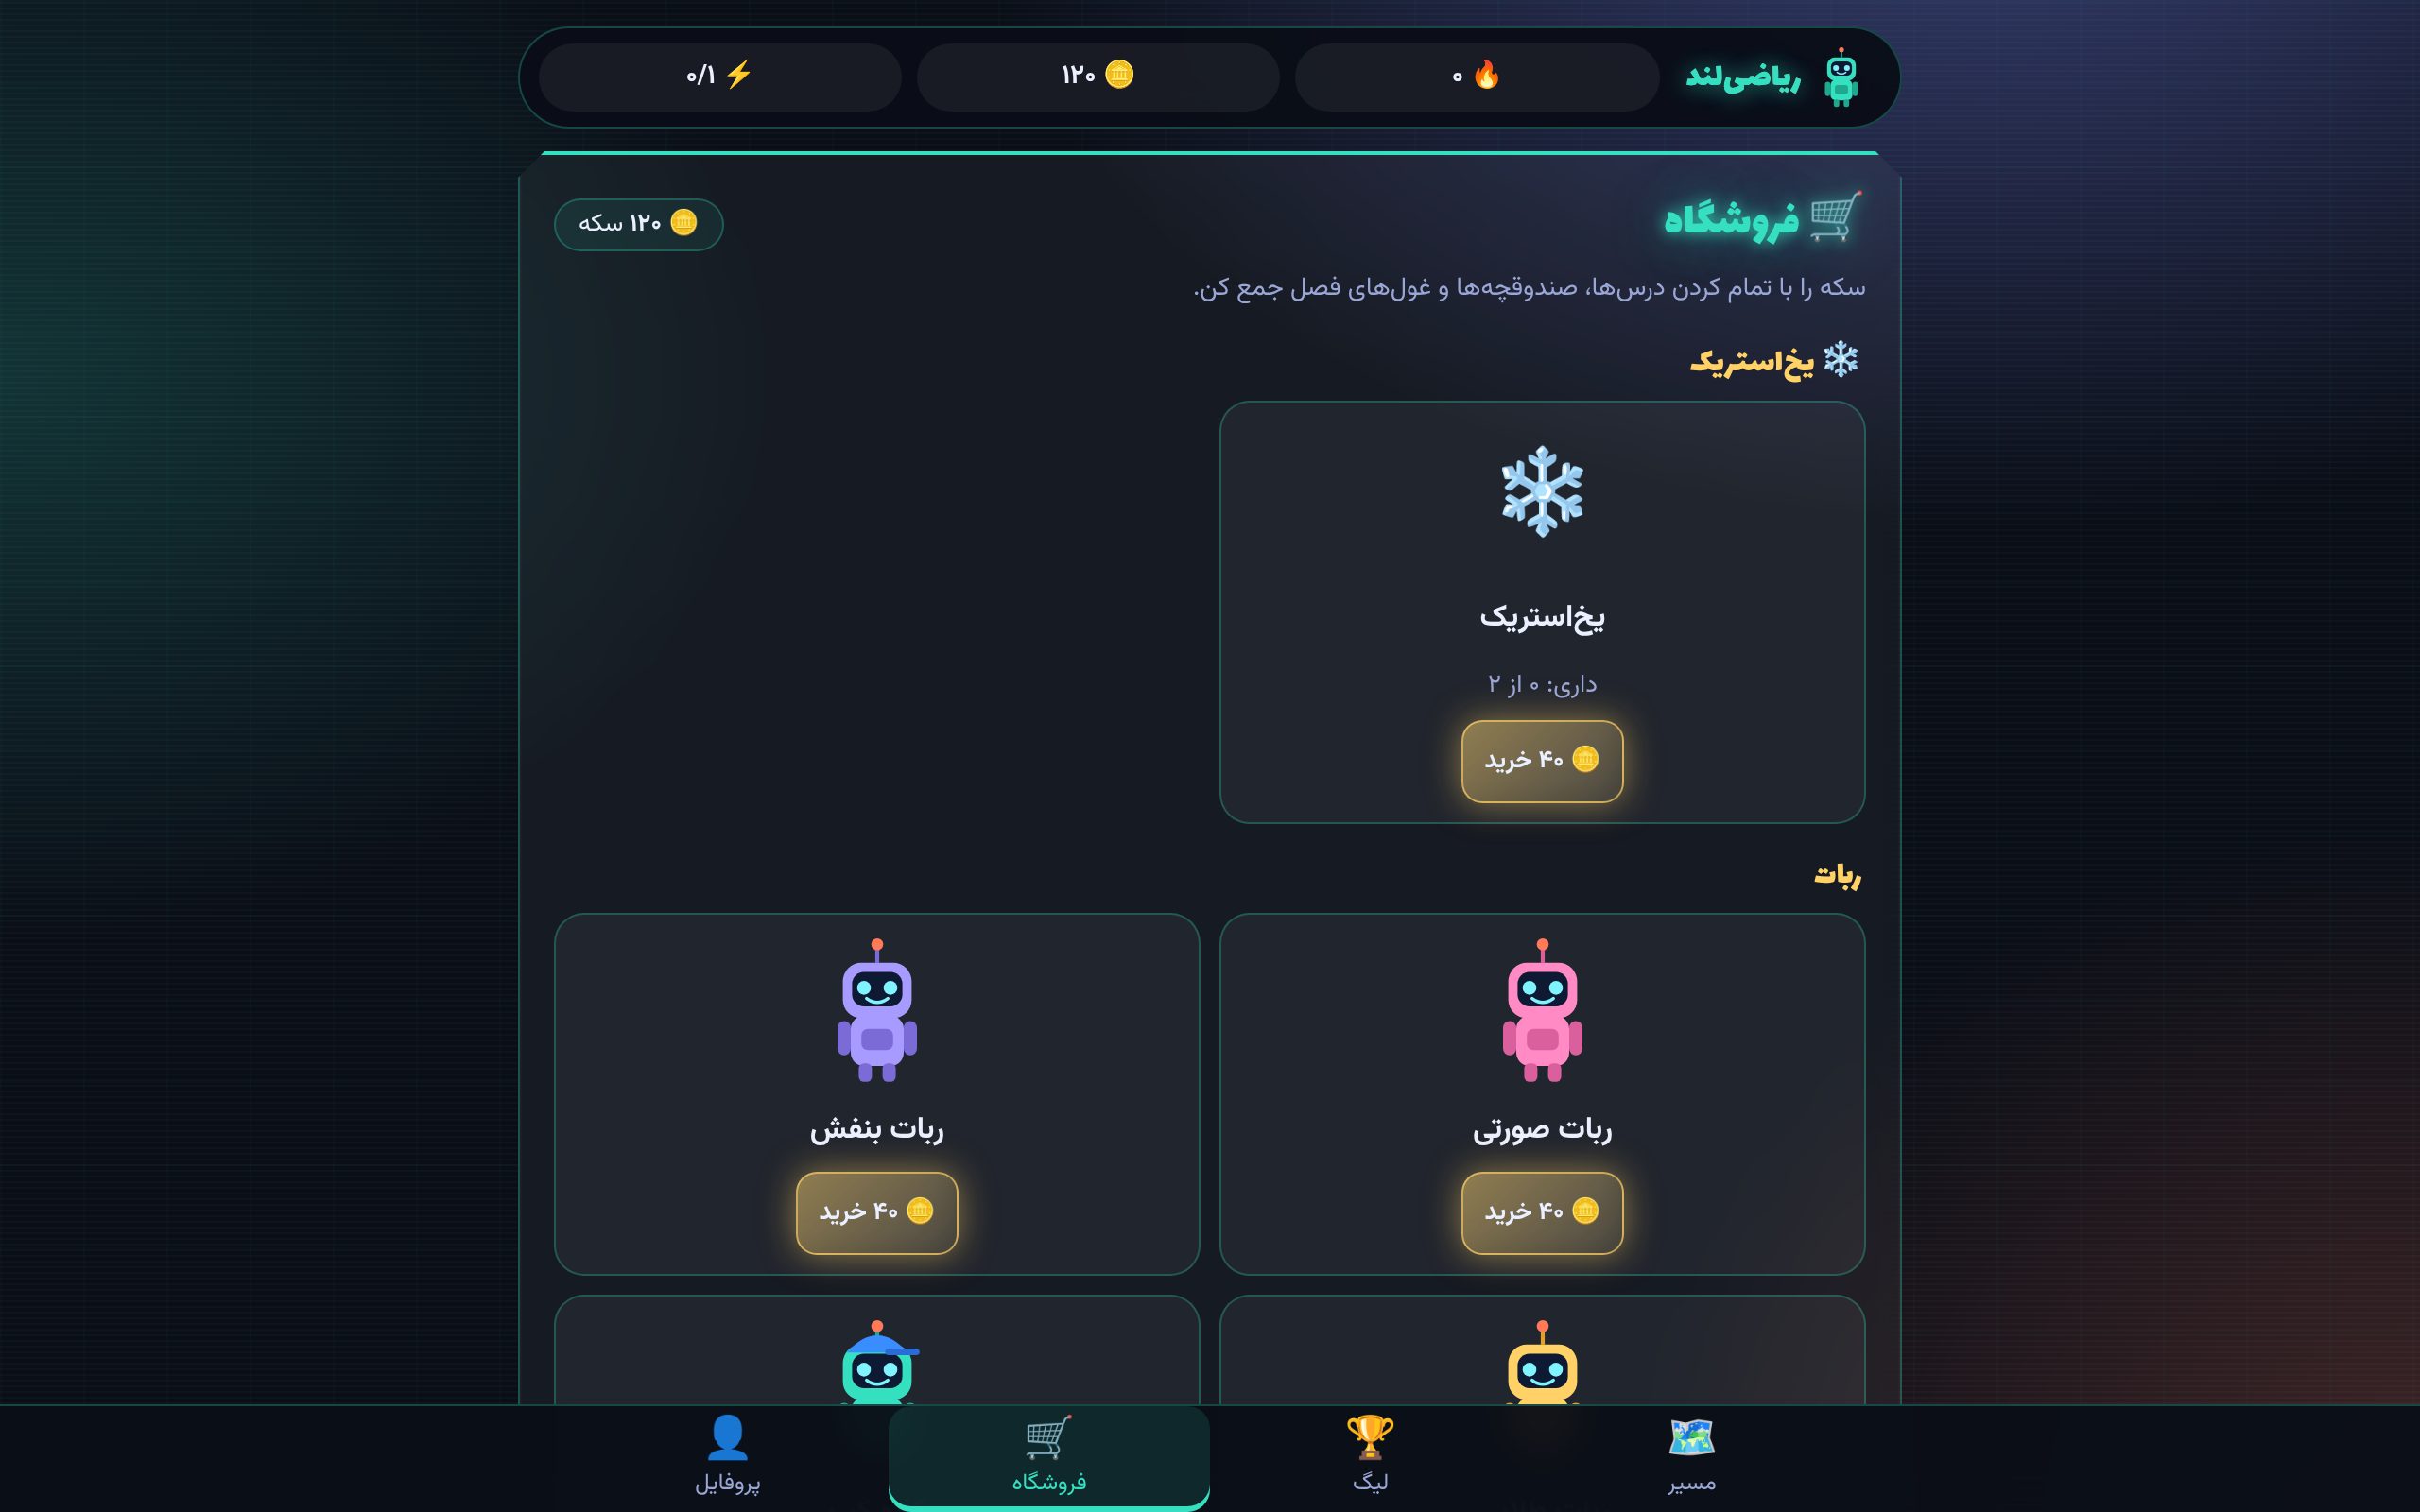 ریاضی‌لند
🔥 ۰
🪙 ۱۲۰
⚡ ۰/۱
🛒 فروشگاه
🪙 ۱۲۰ سکه
سکه را با تمام کردن درس‌ها، صندوقچه‌ها و غول‌های فصل جمع کن.
❄️ یخ‌استریک
یخ‌استریک
داری: ۰ از ۲
🪙 ۴۰ خرید
ربات
ربات صورتی
🪙 ۴۰ خرید
ربات بنفش
🪙 ۴۰ خرید
مسیر
لیگ
فروشگاه
پروفایل